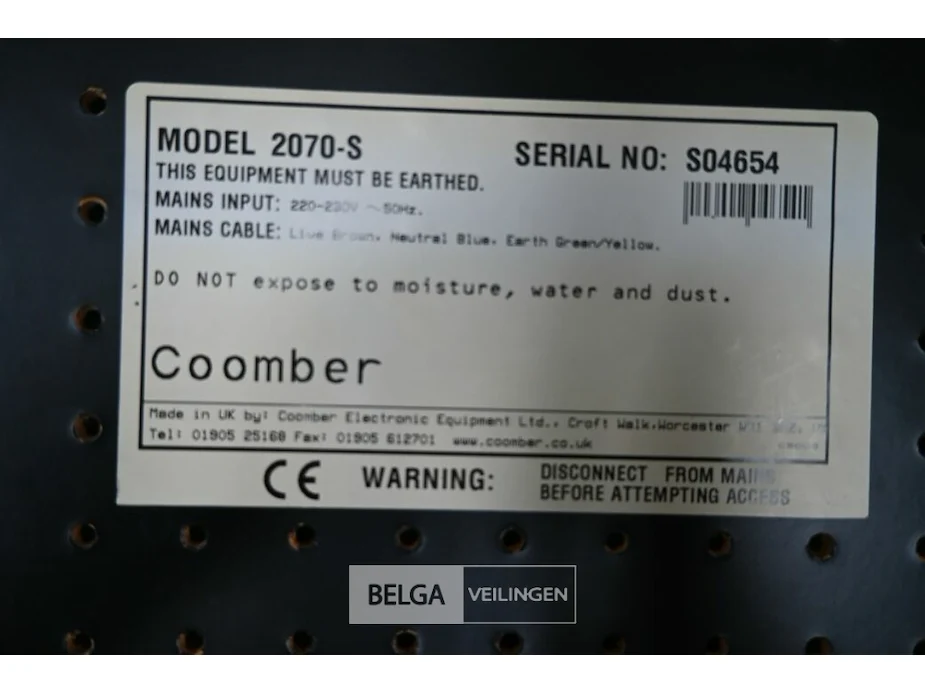 MODEL 2070-S
SERIAL NO: S04654
THIS EQUIPMENT MUST BE EARTHED.
MAINS INPUT: 220-230V ~ 50Hz.
MAINS CABLE: Live Brown, Neutral Blue, Earth Green/Yellow.
DO NOT expose to moisture, water and dust.
Coomber
Made in UK by: Coomber Electronic Equipment Ltd., Croft Walk,Worcester
Tel: 01905 25168 Fax: 01905 612701 www.coomber.co.uk
CE WARNING: DISCONNECT FROM MAINS
BEFORE ATTEMPTING ACCESS
BELGA VEILINGEN